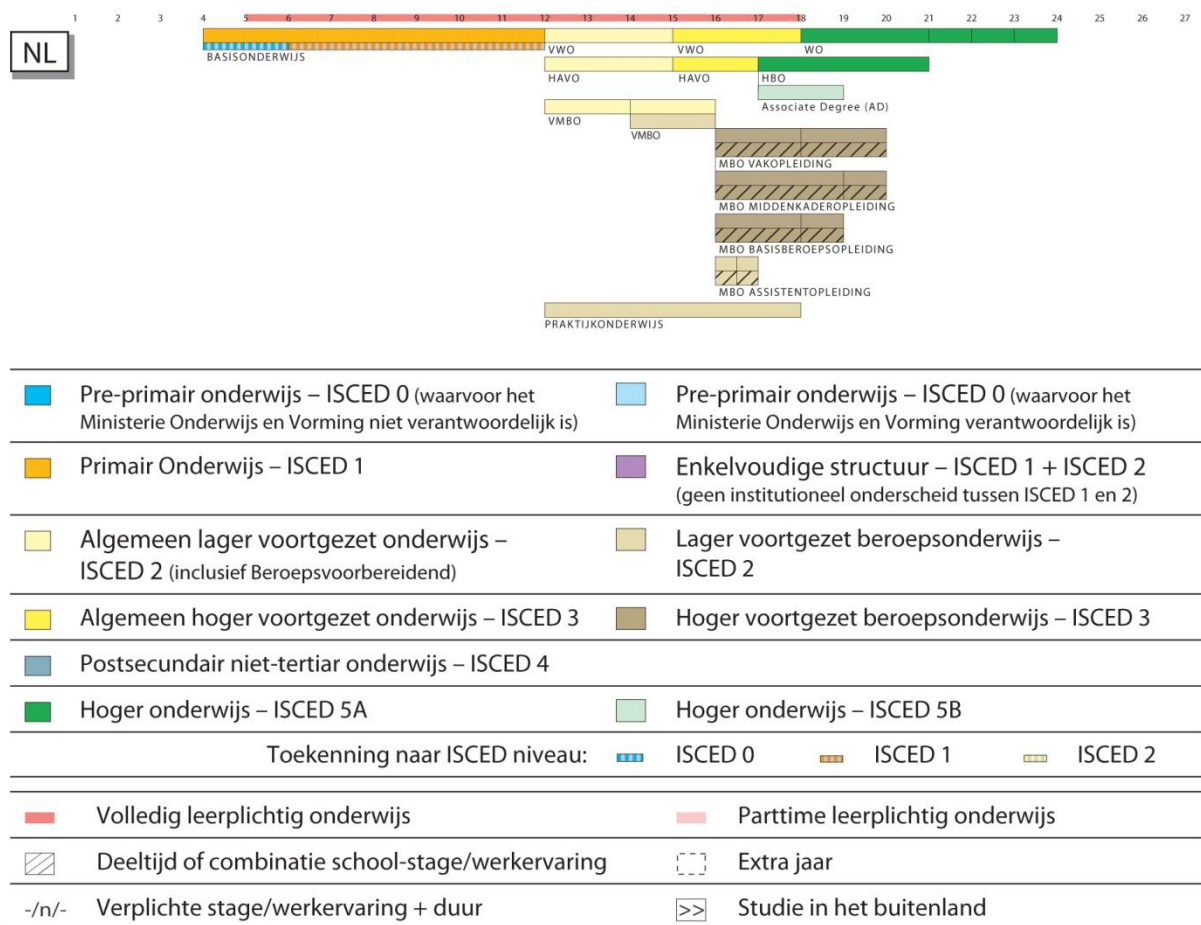 1 2 3 4 5 6 7 8 9 10 11 12 13 14 15 16 17 18 19 20 21 22 23 24 25 26 27
NL
BASISONDERWIJS
VWO VWO WO
HAVO HAVO HBO
Associate Degree (AD)
VMBO
VMBO
MBO VAKOPLEIDING
MBO MIDDENKADEROPLEIDING
MBO BASISBEROEPSOPLEIDING
MBO ASSISTENTOPLEIDING
PRAKTIJKONDERWIJS
Pre-primair onderwijs – ISCED 0 (waarvoor het
Ministerie Onderwijs en Vorming niet verantwoordelijk is)
Pre-primair onderwijs – ISCED 0 (waarvoor het
Ministerie Onderwijs en Vorming verantwoordelijk is)
Primair Onderwijs – ISCED 1
Enkelvoudige structuur – ISCED 1 + ISCED 2
(geen institutioneel onderscheid tussen ISCED 1 en 2)
Algemeen lager voortgezet onderwijs –
ISCED 2 (inclusief Beroepsvoorbereidend)
Lager voortgezet beroepsonderwijs –
ISCED 2
Algemeen hoger voortgezet onderwijs – ISCED 3
Hoger voortgezet beroepsonderwijs – ISCED 3
Postsecundair niet-tertiar onderwijs – ISCED 4
Hoger onderwijs – ISCED 5A
Hoger onderwijs – ISCED 5B
Toekenning naar ISCED niveau: ISCED 0 ISCED 1 ISCED 2
Volledig leerplichtig onderwijs
Parttime leerplichtig onderwijs
Deeltijd of combinatie school-stage/werkervaring
Extra jaar
-/n/- Verplichte stage/werkervaring + duur
>> Studie in het buitenland